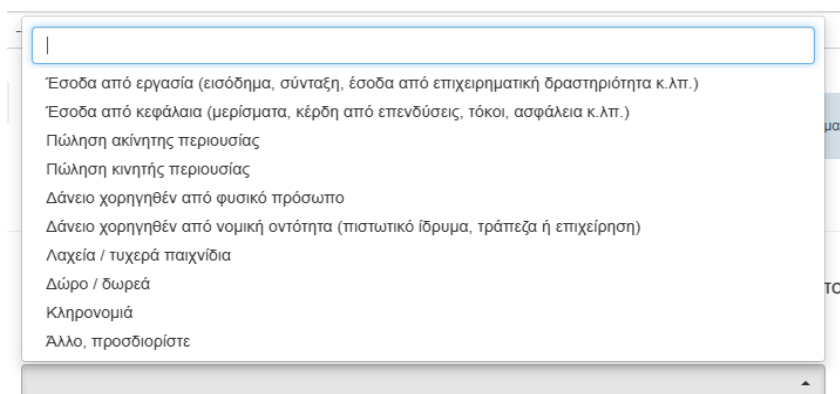 Έσοδα από εργασία (εισόδημα, σύνταξη, έσοδα από επιχειρηματική δραστηριότητα κ.λπ.)
Έσοδα από κεφάλαια (μερίσματα, κέρδη από επενδύσεις, τόκοι, ασφάλεια κ.λπ.)
Πώληση ακίνητης περιουσίας
Πώληση κινητής περιουσίας
Δάνειο χορηγηθέν από φυσικό πρόσωπο
Δάνειο χορηγηθέν από νομική οντότητα (πιστωτικό ίδρυμα, τράπεζα ή επιχείρηση)
Λαχεία / τυχερά παιχνίδια
Δώρο / δωρεά
Κληρονομιά
Άλλο, προσδιορίστε